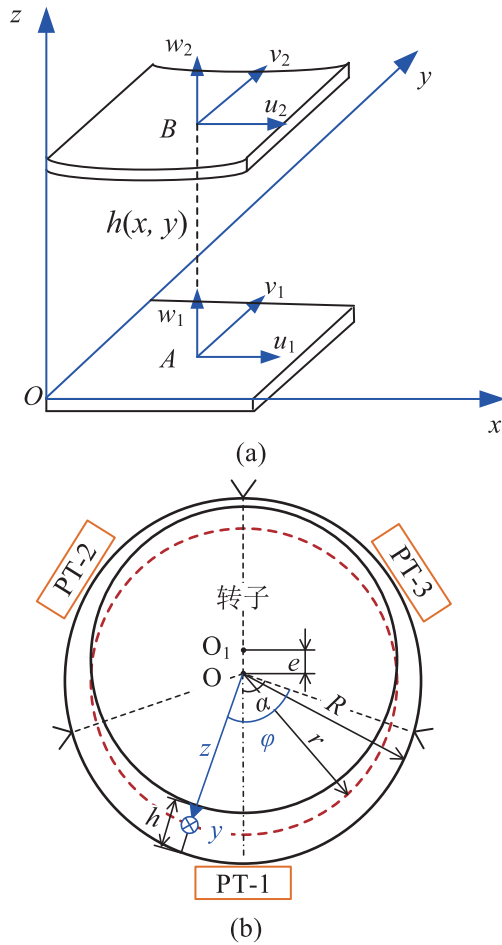 z
w₂
v₂
y
B
u₂
h(x, y)
w₁
v₁
A
u₁
O
x
(a)
PT-2
PT-3
转子
O₁
e
O
α
R
z
φ
r
h
y
PT-1
(b)